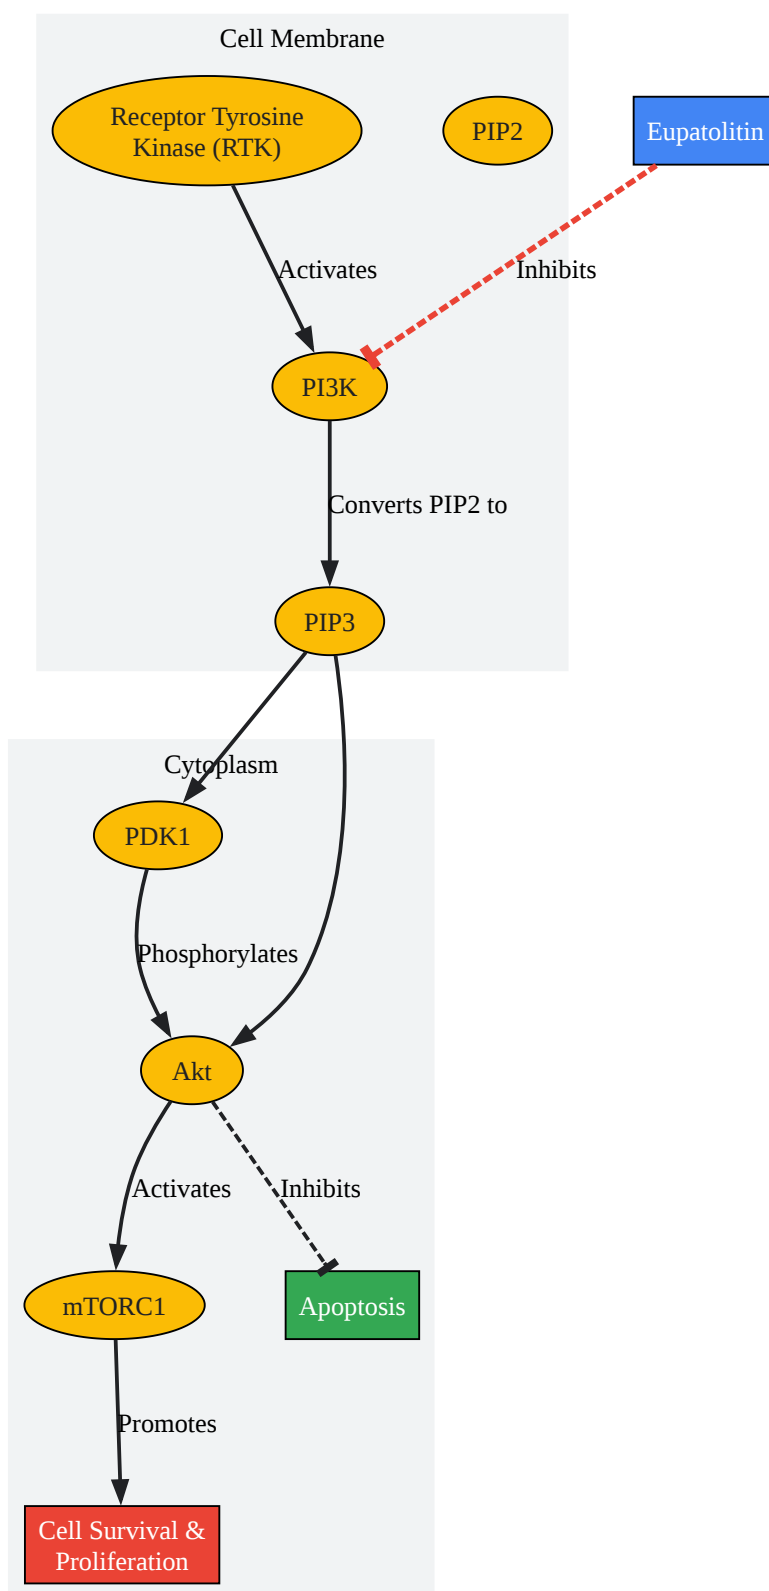 Cell Membrane
Receptor Tyrosine
Kinase (RTK)
PIP2
Eupatolitin
Activates
Inhibits
PI3K
Converts PIP2 to
PIP3
Cytoplasm
PDK1
Phosphorylates
Akt
Activates
Inhibits
mTORC1
Apoptosis
Promotes
Cell Survival &
Proliferation